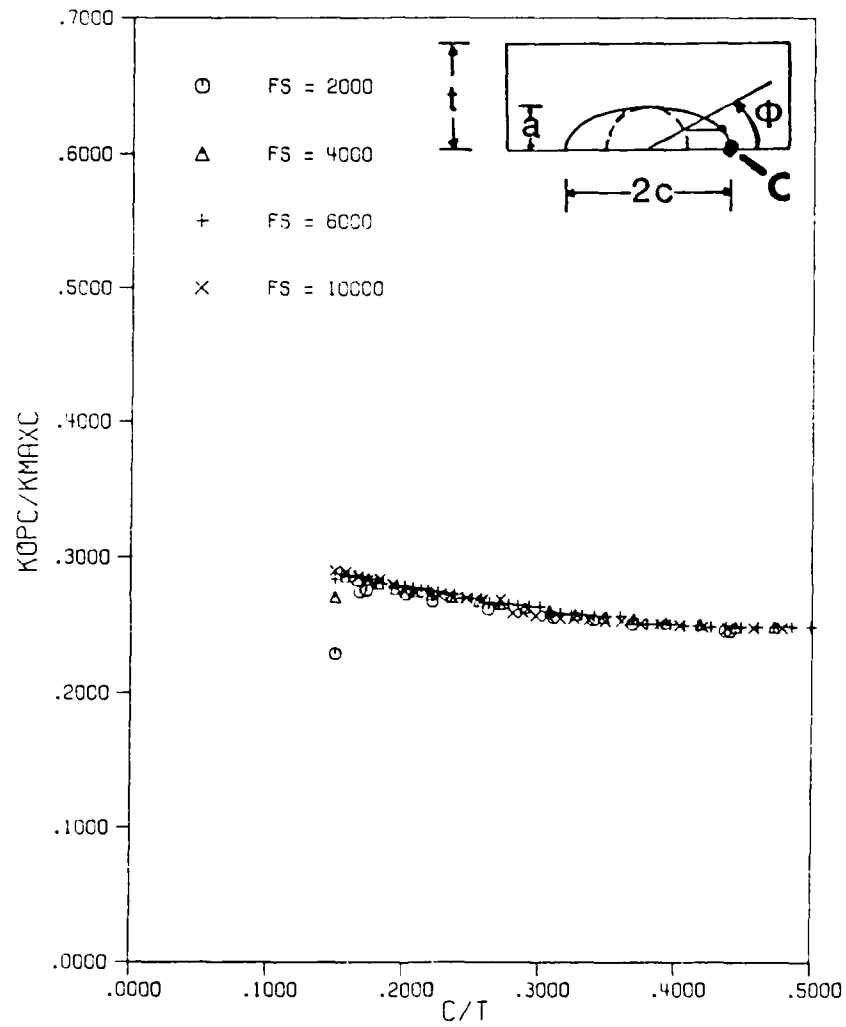 .7000
.6000
.5000
.4000
.3000
.2000
.1000
.0000
KOPC/KMAXC
FS = 2000
FS = 4000
FS = 6000
FS = 10000
t
a
Φ
C
2c
.0000 .1000 .2000 .3000 .4000 .5000
C/T